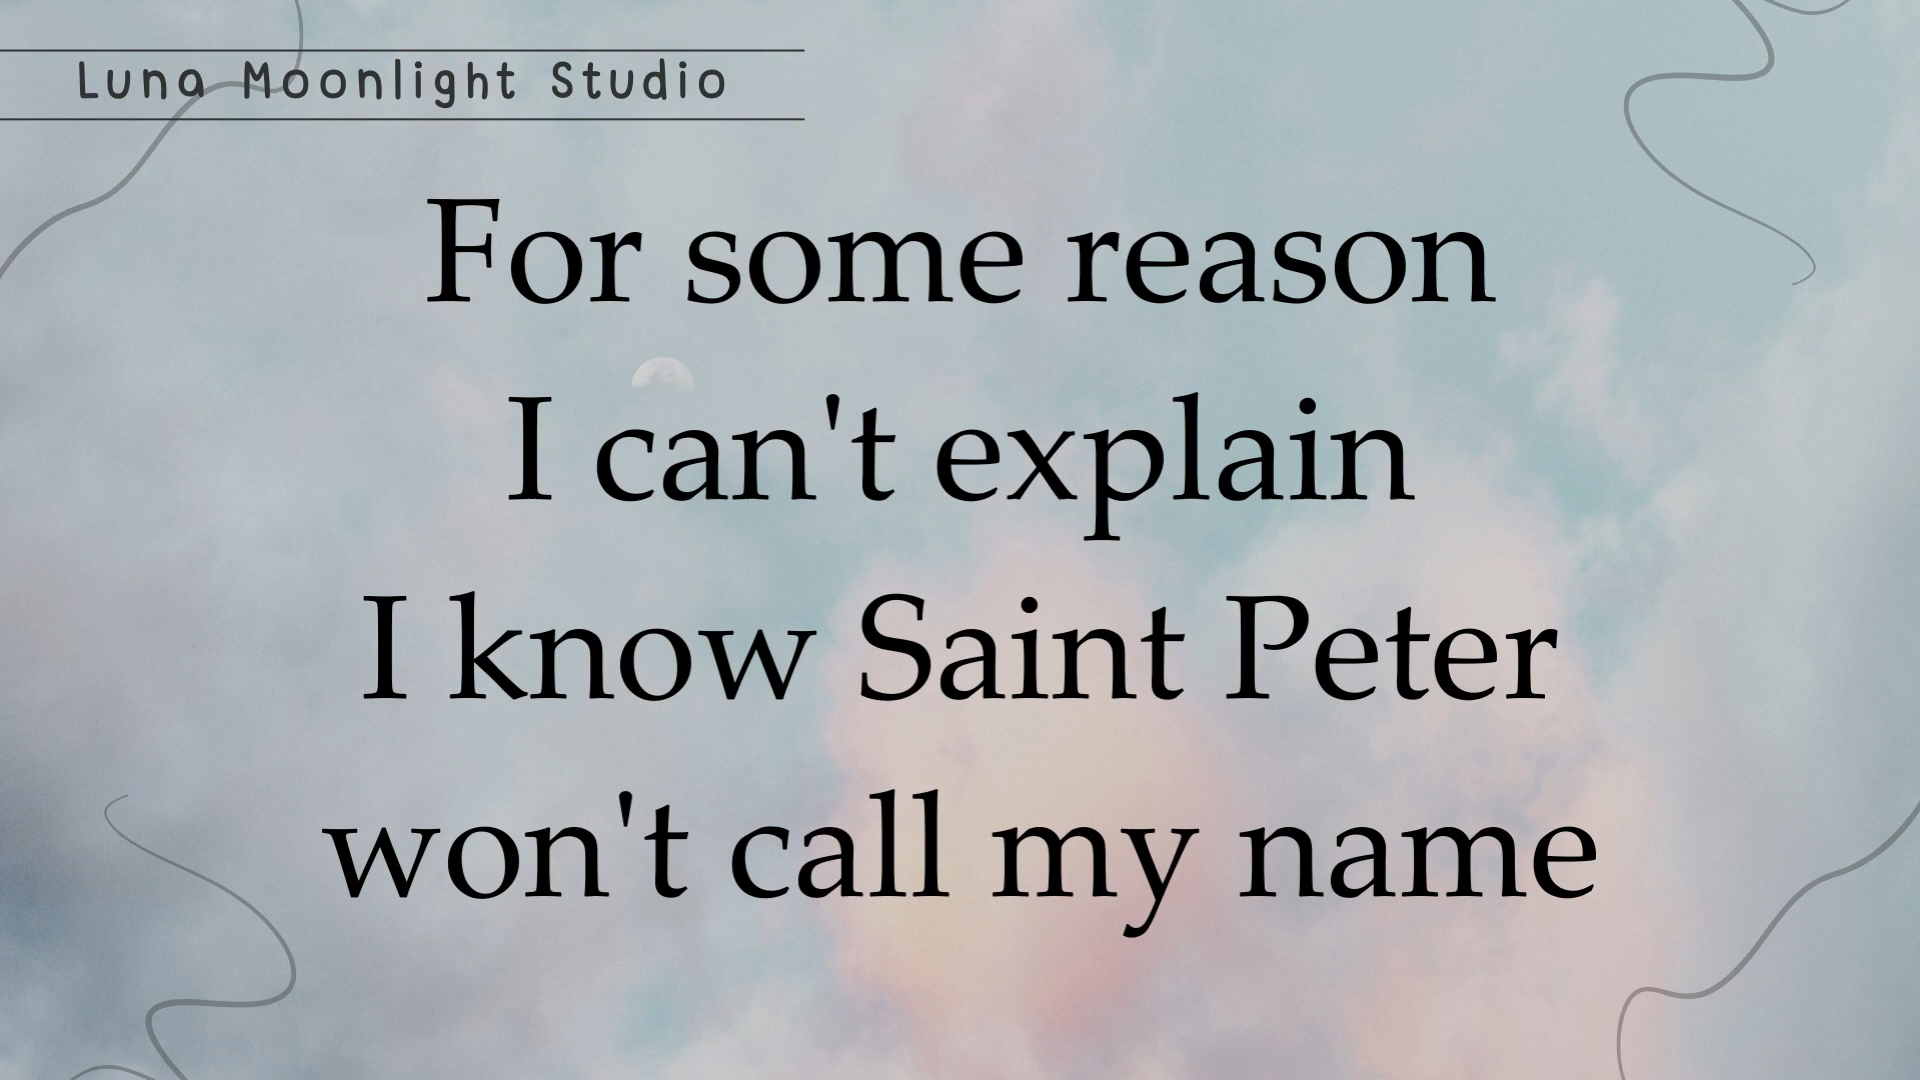 Luna Moonlight Studio
For some reason
I can't explain
I know Saint Peter
won't call my name